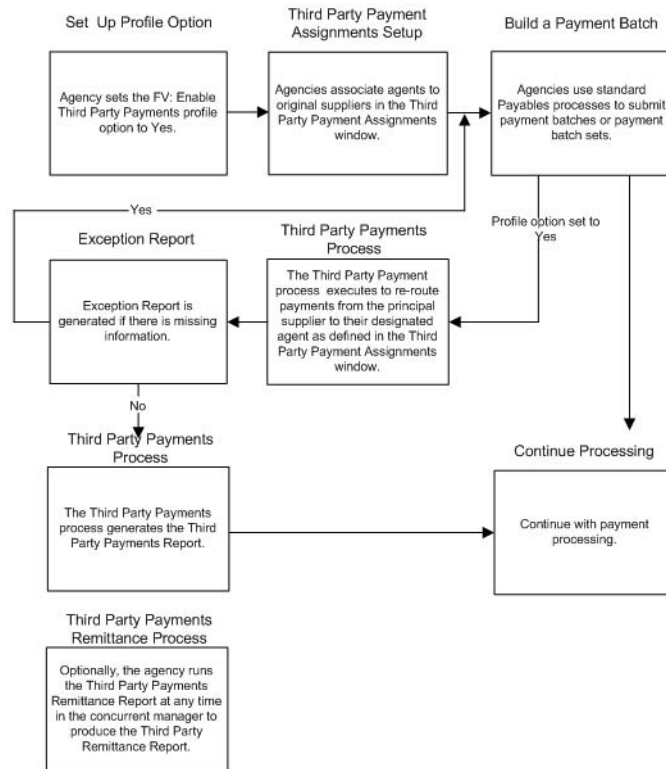 Set Up Profile Option
Agency sets the FV: Enable
Third Party Payments profile
option to Yes.
Third Party Payment
Assignments Setup
Agencies associate agents to
original suppliers in the Third
Party Payment Assignments
window.
Build a Payment Batch
Agencies use standard
Payables processes to submit
payment batches or payment
batch sets.
Yes
Profile option set to
Yes
Exception Report
Exception Report is
generated if there is missing
information.
Third Party Payments
Process
The Third Party Payment
process executes to re-route
payments from the principal
supplier to their designated
agent as defined in the Third
Party Payment Assignments
window.
No
Third Party Payments
Process
The Third Party Payments
process generates the Third
Party Payments Report.
Continue Processing
Continue with payment
processing.
Third Party Payments
Remittance Process
Optionally, the agency runs
the Third Party Payments
Remittance Report at any time
in the concurrent manager to
produce the Third Party
Remittance Report.